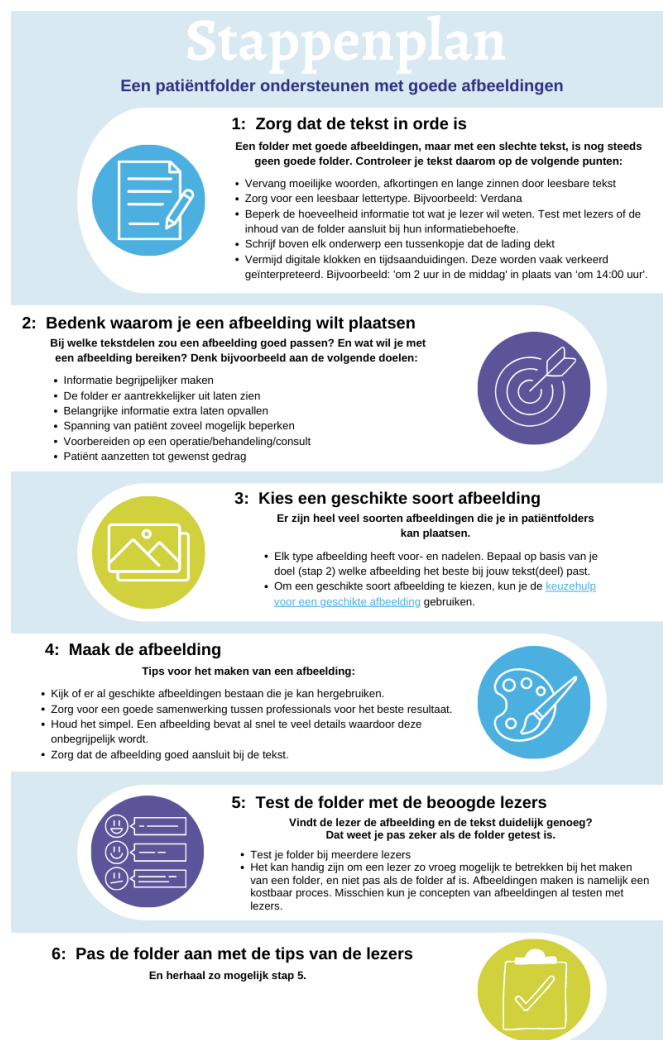 Stappenplan
Een patiëntfolder ondersteunen met goede afbeeldingen
1: Zorg dat de tekst in orde is
Een folder met goede afbeeldingen, maar met een slechte tekst, is nog steeds
geen goede folder. Controleer je tekst daarom op de volgende punten:
• Vervang moeilijke woorden, afkortingen en lange zinnen door leesbare tekst
• Zorg voor een leesbaar lettertype. Bijvoorbeeld: Verdana
• Beperk de hoeveelheid informatie tot wat je lezer wil weten. Test met lezers of de
inhoud van de folder aansluit bij hun informatiebehoefte.
• Schrijf boven elk onderwerp een tussenkopje dat de lading dekt
• Vermijd digitale klokken en tijdsaanduidingen. Deze worden vaak verkeerd
geïnterpreteerd. Bijvoorbeeld: 'om 2 uur in de middag' in plaats van 'om 14:00 uur'.
2: Bedenk waarom je een afbeelding wilt plaatsen
Bij welke tekstdelen zou een afbeelding goed passen? En wat wil je met
een afbeelding bereiken? Denk bijvoorbeeld aan de volgende doelen:
• Informatie begrijpelijker maken
• De folder er aantrekkelijker uit laten zien
• Belangrijke informatie extra laten opvallen
• Spanning van patiënt zoveel mogelijk beperken
• Voorbereiden op een operatie/behandeling/consult
• Patiënt aanzetten tot gewenst gedrag
3: Kies een geschikte soort afbeelding
Er zijn heel veel soorten afbeeldingen die je in patiëntfolders
kan plaatsen.
• Elk type afbeelding heeft voor- en nadelen. Bepaal op basis van je
doel (stap 2) welke afbeelding het beste bij jouw tekst(deel) past.
• Om een geschikte soort afbeelding te kiezen, kun je de keuzehulp
voor een geschikte afbeelding gebruiken.
4: Maak de afbeelding
Tips voor het maken van een afbeelding:
• Kijk of er al geschikte afbeeldingen bestaan die je kan hergebruiken.
• Zorg voor een goede samenwerking tussen professionals voor het beste resultaat.
• Houd het simpel. Een afbeelding bevat al snel te veel details waardoor deze
onbegrijpelijk wordt.
• Zorg dat de afbeelding goed aansluit bij de tekst.
5: Test de folder met de beoogde lezers
Vindt de lezer de afbeelding en de tekst duidelijk genoeg?
Dat weet je pas zeker als de folder getest is.
• Test je folder bij meerdere lezers
• Het kan handig zijn om een lezer zo vroeg mogelijk te betrekken bij het maken
van een folder, en niet pas als de folder af is. Afbeeldingen maken is namelijk een
kostbaar proces. Misschien kun je concepten van afbeeldingen al testen met
lezers.
6: Pas de folder aan met de tips van de lezers
En herhaal zo mogelijk stap 5.